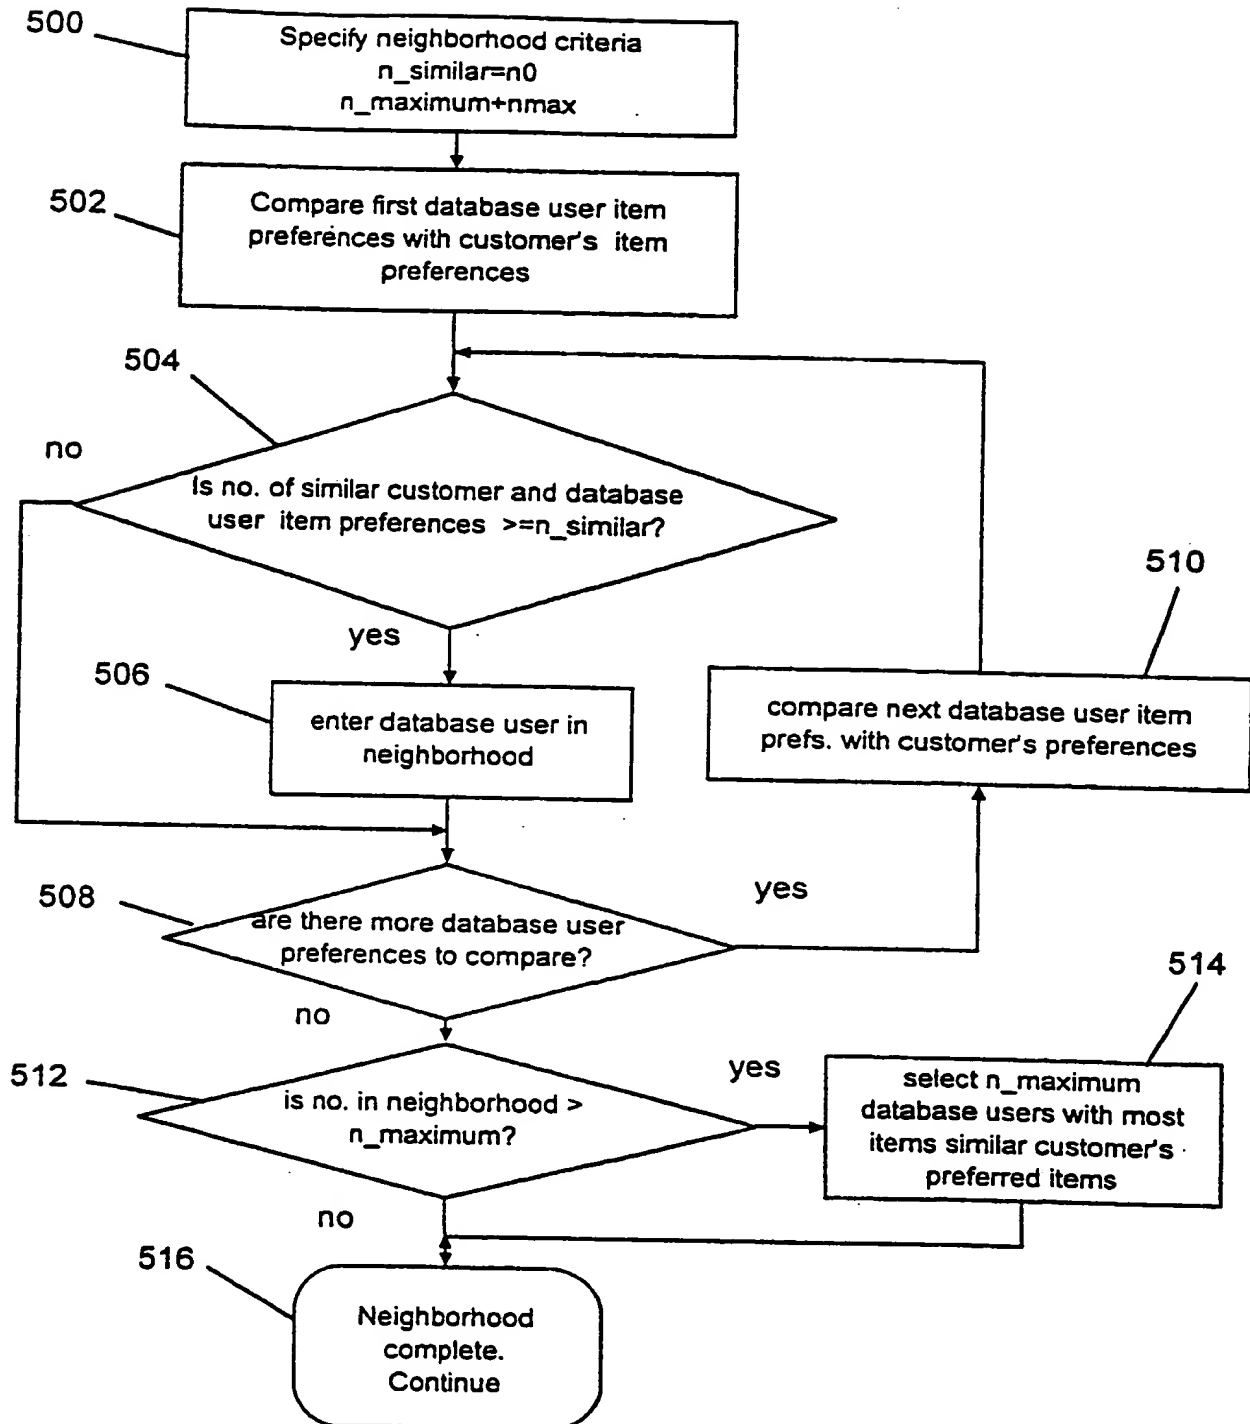 500
Specify neighborhood criteria
n_similar=n0
n_maximum+nmax
502
Compare first database user item
preferences with customer's item
preferences
504
no
Is no. of similar customer and database
user item preferences >=n_similar?
yes
506
enter database user in
neighborhood
510
compare next database user item
prefs. with customer's preferences
508
are there more database user
preferences to compare?
yes
no
512
is no. in neighborhood >
n_maximum?
yes
514
select n_maximum
database users with most
items similar customer's
preferred items
no
516
Neighborhood
complete.
Continue